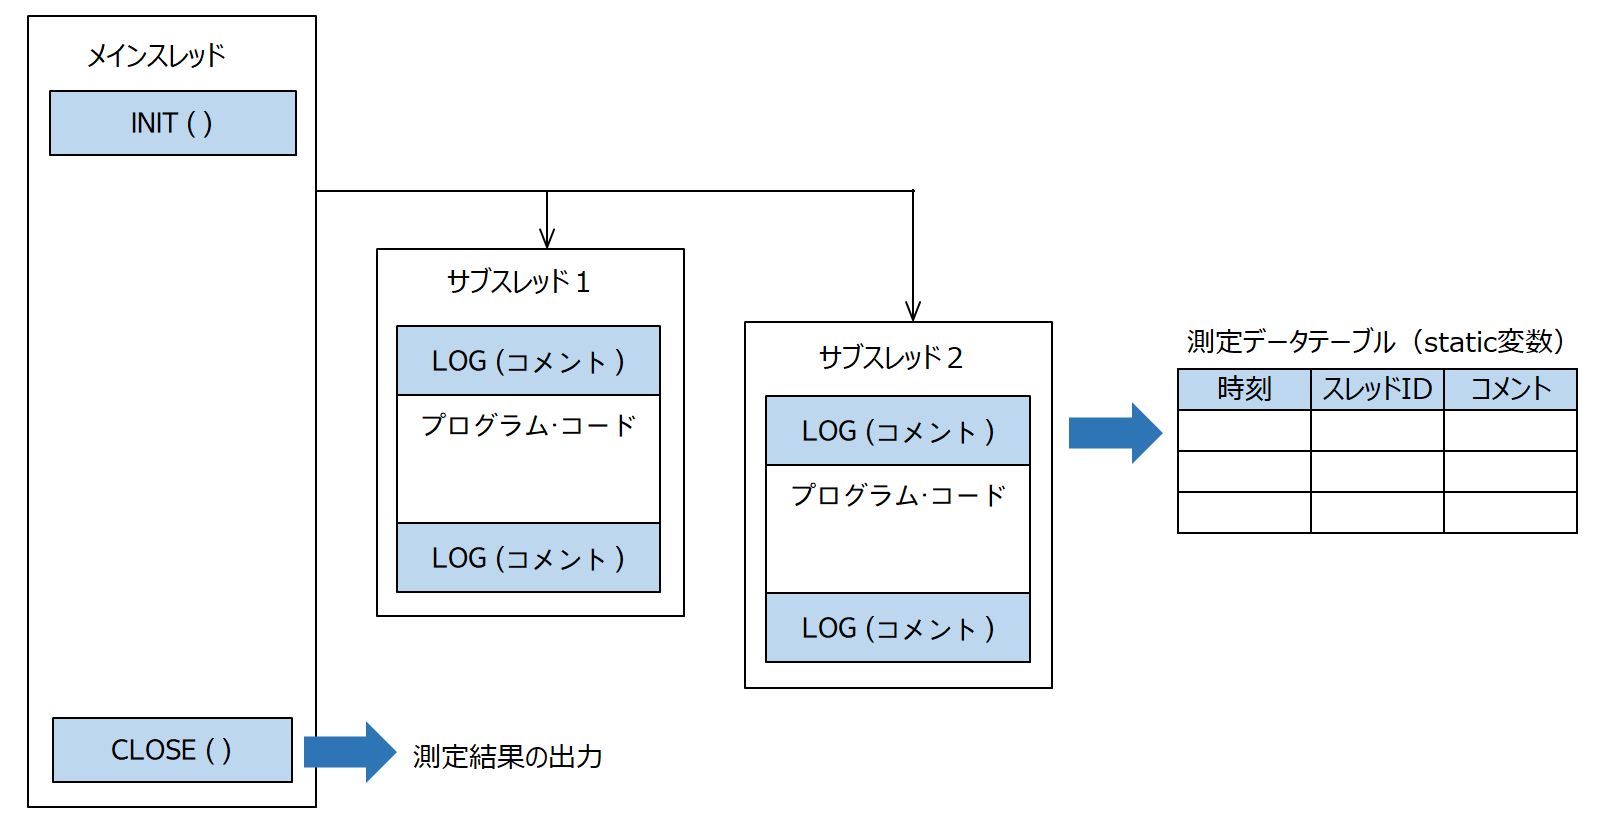 メインスレッド
INIT ( )
サブスレッド１
LOG (コメント )
プログラム･コード
LOG (コメント )
サブスレッド２
LOG (コメント )
プログラム･コード
LOG (コメント )
測定データテーブル（static変数）
時刻 スレッドID コメント
CLOSE ( )
測定結果の出力